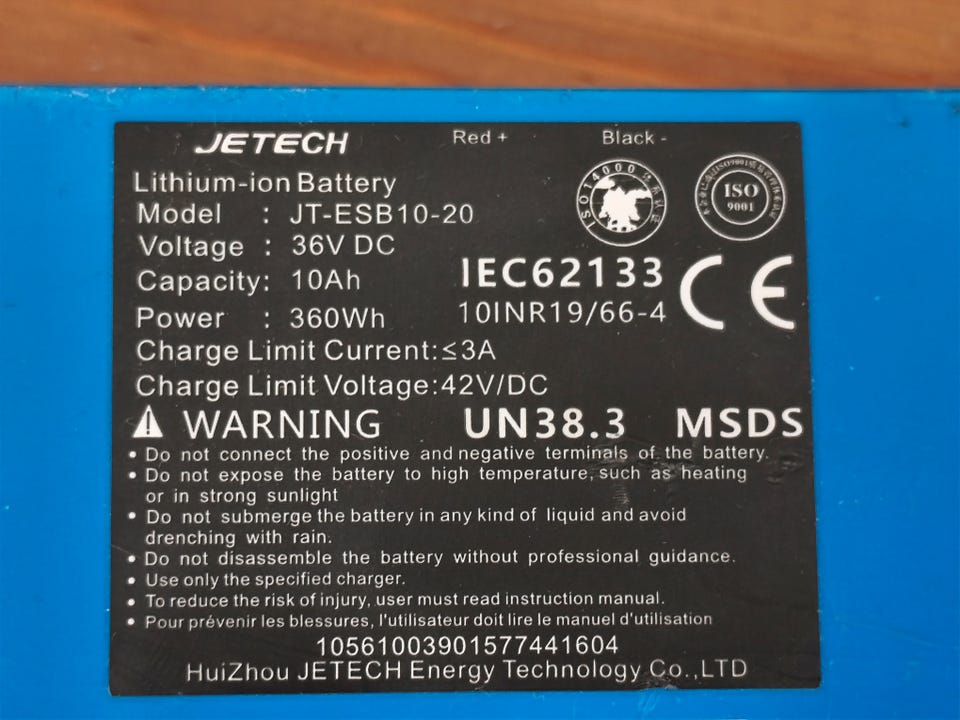 JETECH Red + Black -
Lithium-ion Battery
Model : JT-ESB10-20
Voltage : 36V DC
Capacity: 10Ah
Power : 360Wh
ISO14000
ISO
9001
IEC62133
10INR19/66-4
CE
Charge Limit Current:≤3A
Charge Limit Voltage:42V/DC
WARNING UN38.3 MSDS
• Do not connect the positive and negative terminals of the battery.
• Do not expose the battery to high temperature, such as heating
or in strong sunlight
• Do not submerge the battery in any kind of liquid and avoid
drenching with rain.
• Do not disassemble the battery without professional guidance.
• Use only the specified charger.
• To reduce the risk of injury, user must read instruction manual.
• Pour prévenir les blessures, l'utilisateur doit lire le manuel d'utilisation
10561003901577441604
HuiZhou JETECH Energy Technology Co.,LTD